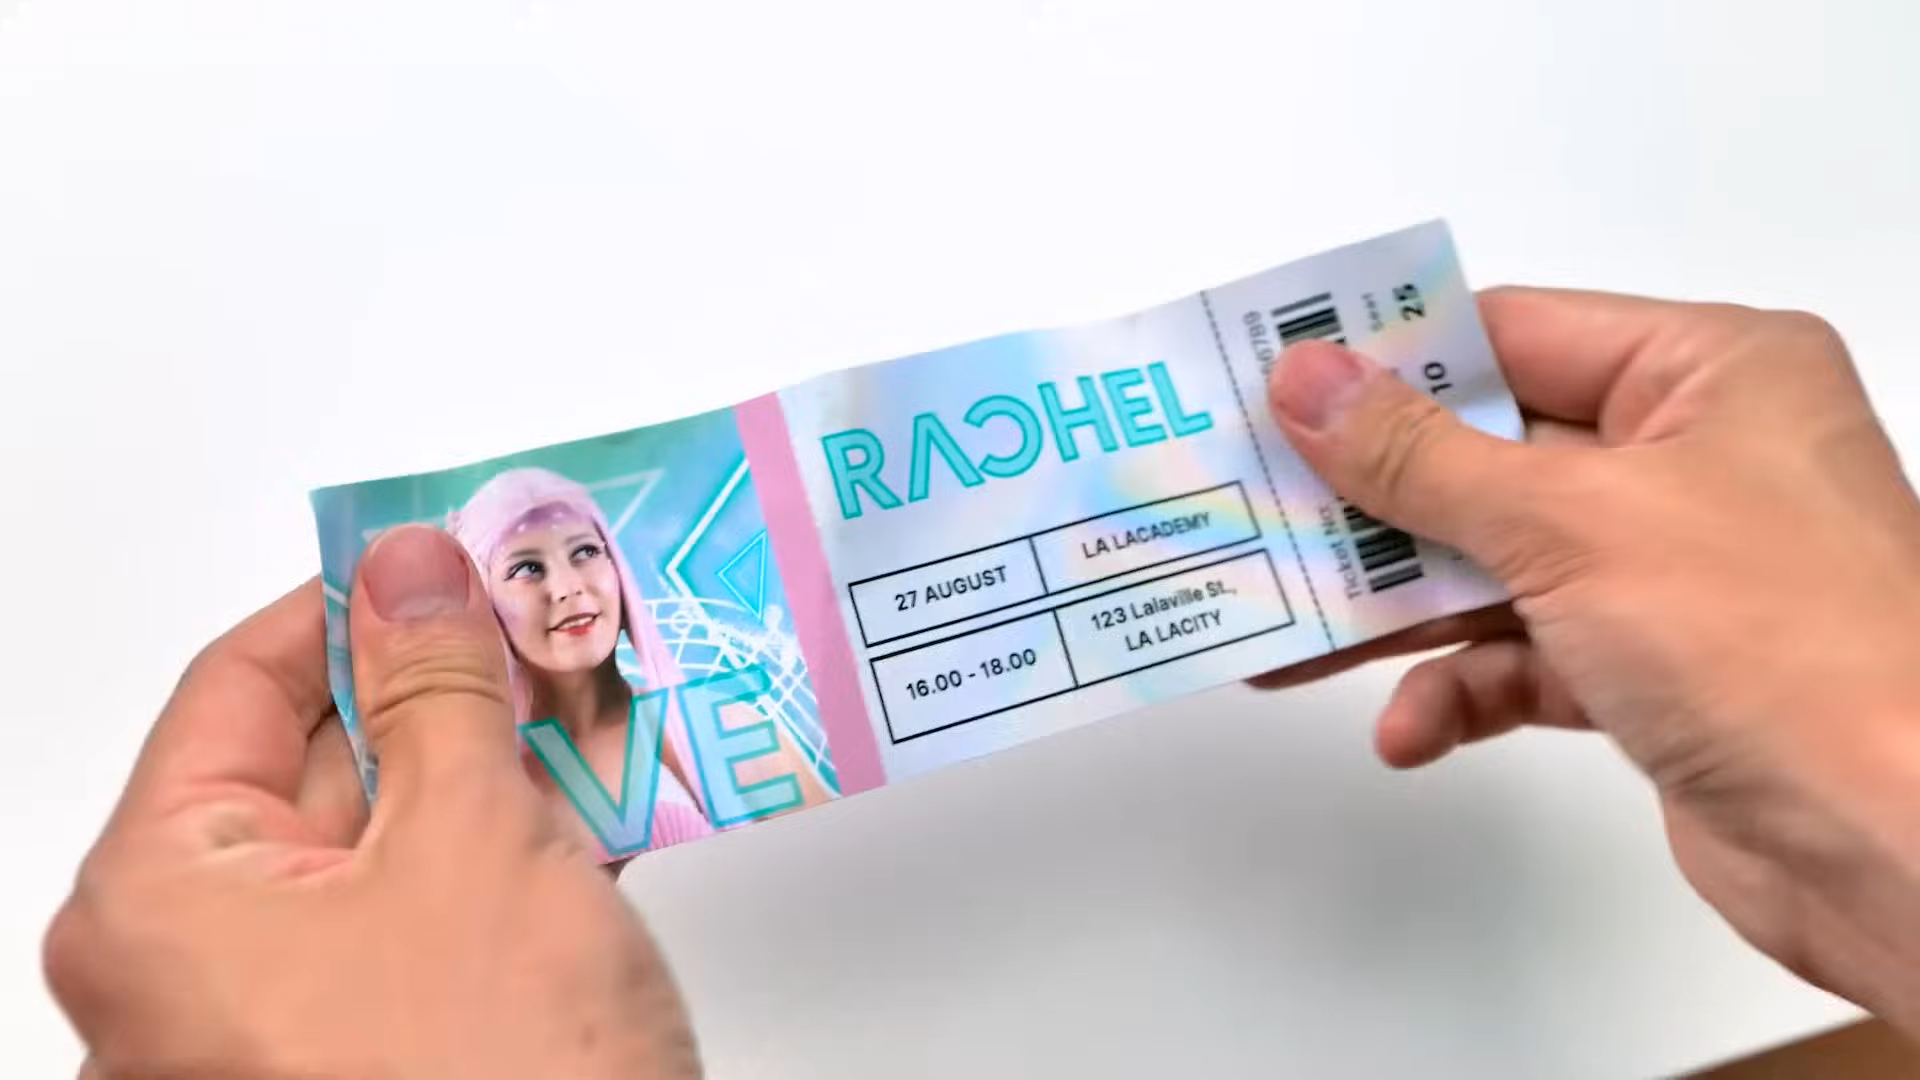 VE
RACHEL
27 AUGUST
LA LACADEMY
16.00 - 18.00
123 Lalaville St.,
LA LACITY
Ticket No:
6789
Seat
25
10